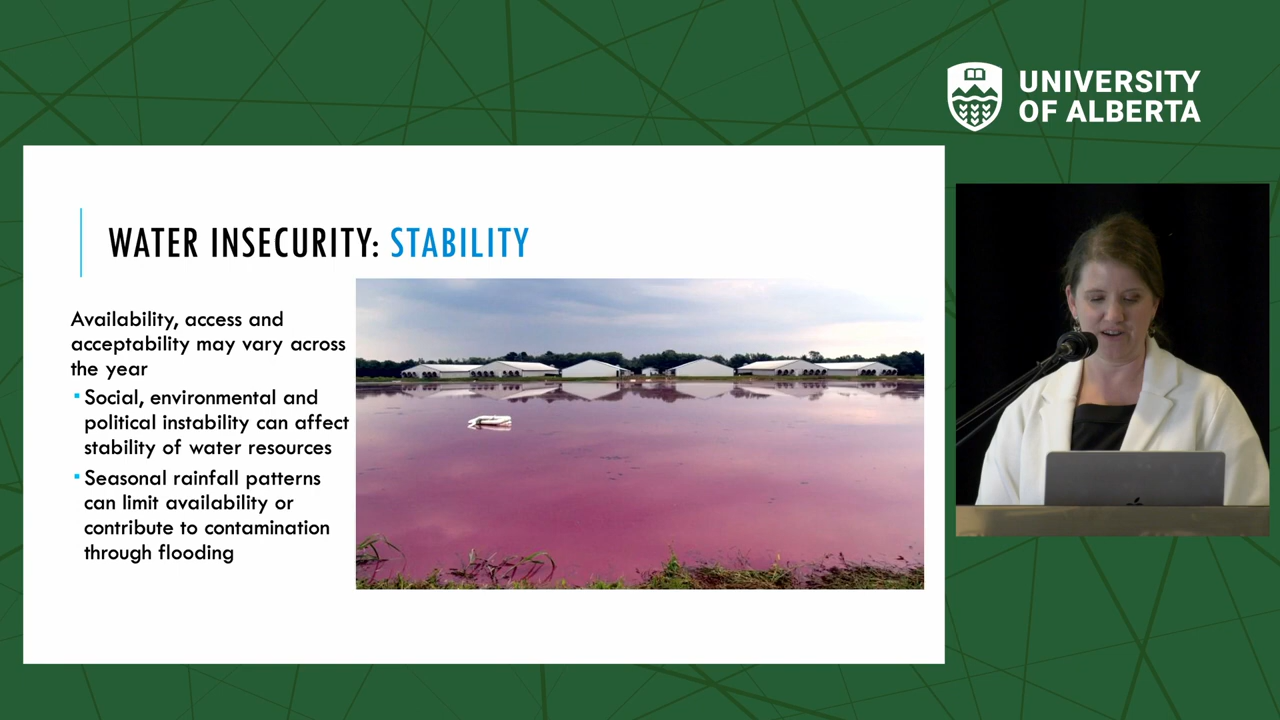 UNIVERSITY
OF ALBERTA
WATER INSECURITY: STABILITY
Availability, access and
acceptability may vary across
the year
▪ Social, environmental and
political instability can affect
stability of water resources
▪ Seasonal rainfall patterns
can limit availability or
contribute to contamination
through flooding